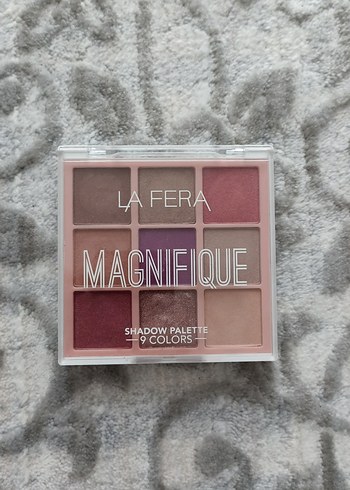 LA FERA
MAGNIFIQUE
SHADOW PALETTE
9 COLORS